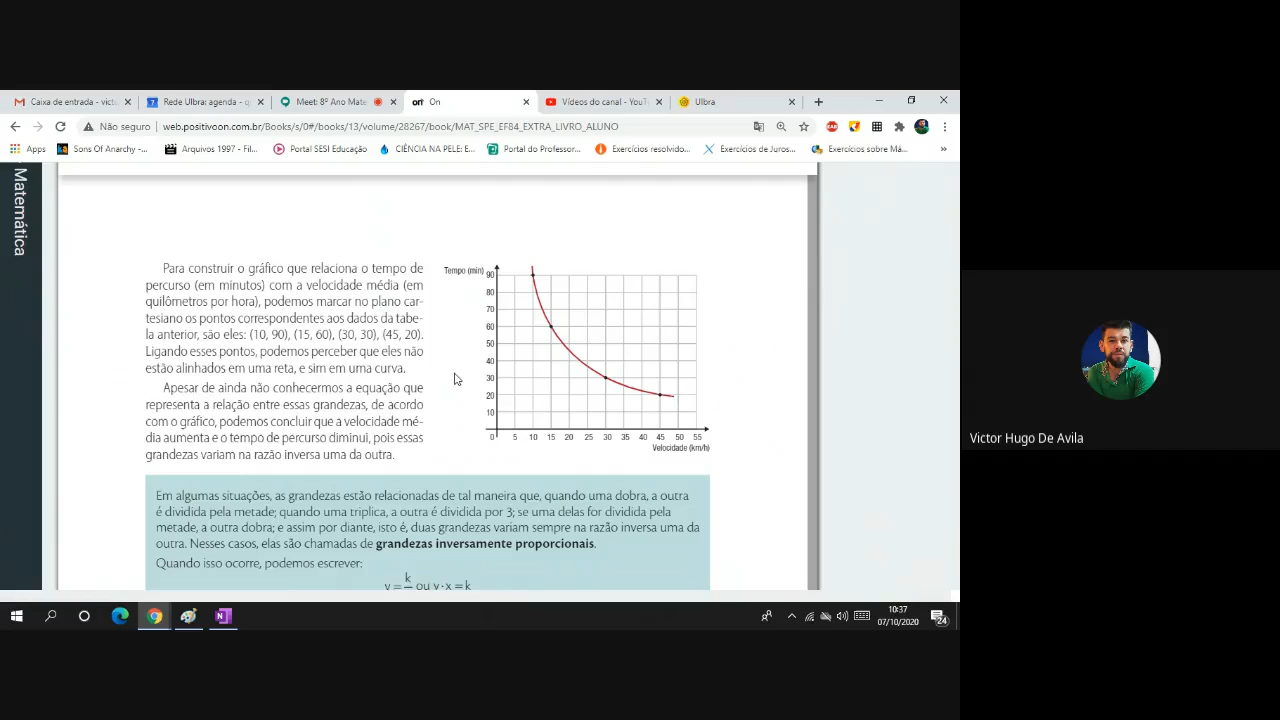 Caixa de entrada - victu
Rede Ulbra: agenda - q
Meet: 8º Ano Mate
On
Vídeos do canal - YouT
Ulbra
Não seguro
web.positivoon.com.br/Books/s/0#/books/13/volume/28267/book/MAT_SPE_EF84_EXTRA_LIVRO_ALUNO
Apps
Sons Of Anarchy -...
Arquivos 1997 - Fil...
Portal SESI Educação
CIÊNCIA NA PELE: E...
Portal do Professor...
Exercícios resolvido...
Exercícios de Juros...
Exercícios sobre Má...
»
Matemática
Para construir o gráfico que relaciona o tempo de
percurso (em minutos) com a velocidade média (em
quilômetros por hora), podemos marcar no plano car-
tesiano os pontos correspondentes aos dados da tabe-
la anterior, são eles: (10, 90), (15, 60), (30, 30), (45, 20).
Ligando esses pontos, podemos perceber que eles não
estão alinhados em uma reta, e sim em uma curva.
Apesar de ainda não conhecermos a equação que
representa a relação entre essas grandezas, de acordo
com o gráfico, podemos concluir que a velocidade mé-
dia aumenta e o tempo de percurso diminui, pois essas
grandezas variam na razão inversa uma da outra.
Tempo (min)
90
80
70
60
50
40
30
20
10
0 5 10 15 20 25 30 35 40 45 50 55
Velocidade (km/h)
Em algumas situações, as grandezas estão relacionadas de tal maneira que, quando uma dobra, a outra
é dividida pela metade; quando uma triplica, a outra é dividida por 3; se uma delas for dividida pela
metade, a outra dobra; e assim por diante, isto é, duas grandezas variam sempre na razão inversa uma da
outra. Nesses casos, elas são chamadas de grandezas inversamente proporcionais.
Quando isso ocorre, podemos escrever:
k
y = — ou y · x = k
Victor Hugo De Avila
10:37
07/10/2020
24